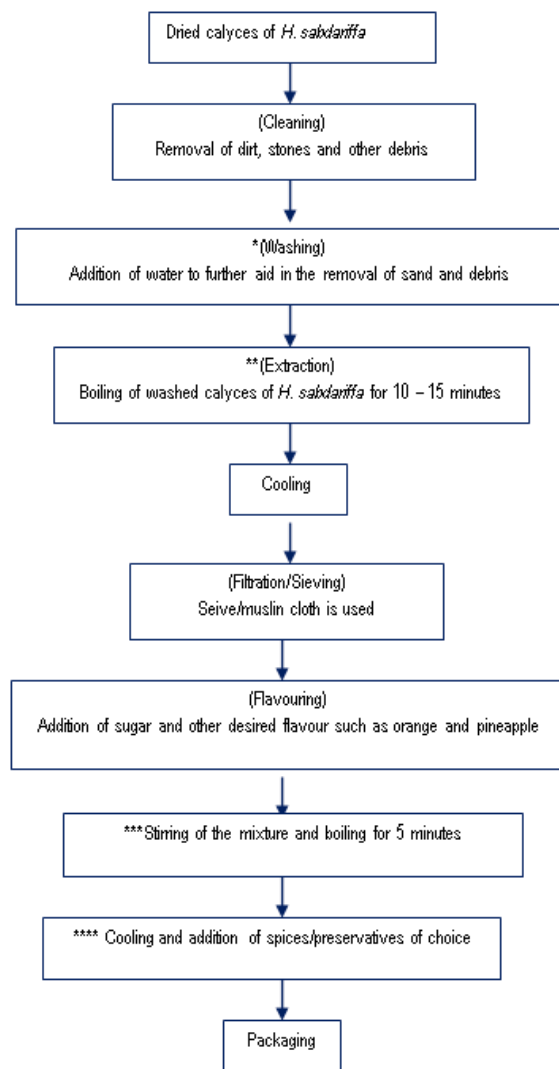 Dried calyces of H. sabdariffa
(Cleaning)
Removal of dirt, stones and other debris
*(Washing)
Addition of water to further aid in the removal of sand and debris
**(Extraction)
Boiling of washed calyces of H. sabdariffa for 10 – 15 minutes
Cooling
(Filtration/Sieving)
Seive/muslin cloth is used
(Flavouring)
Addition of sugar and other desired flavour such as orange and pineapple
***Stirring of the mixture and boiling for 5 minutes
**** Cooling and addition of spices/preservatives of choice
Packaging